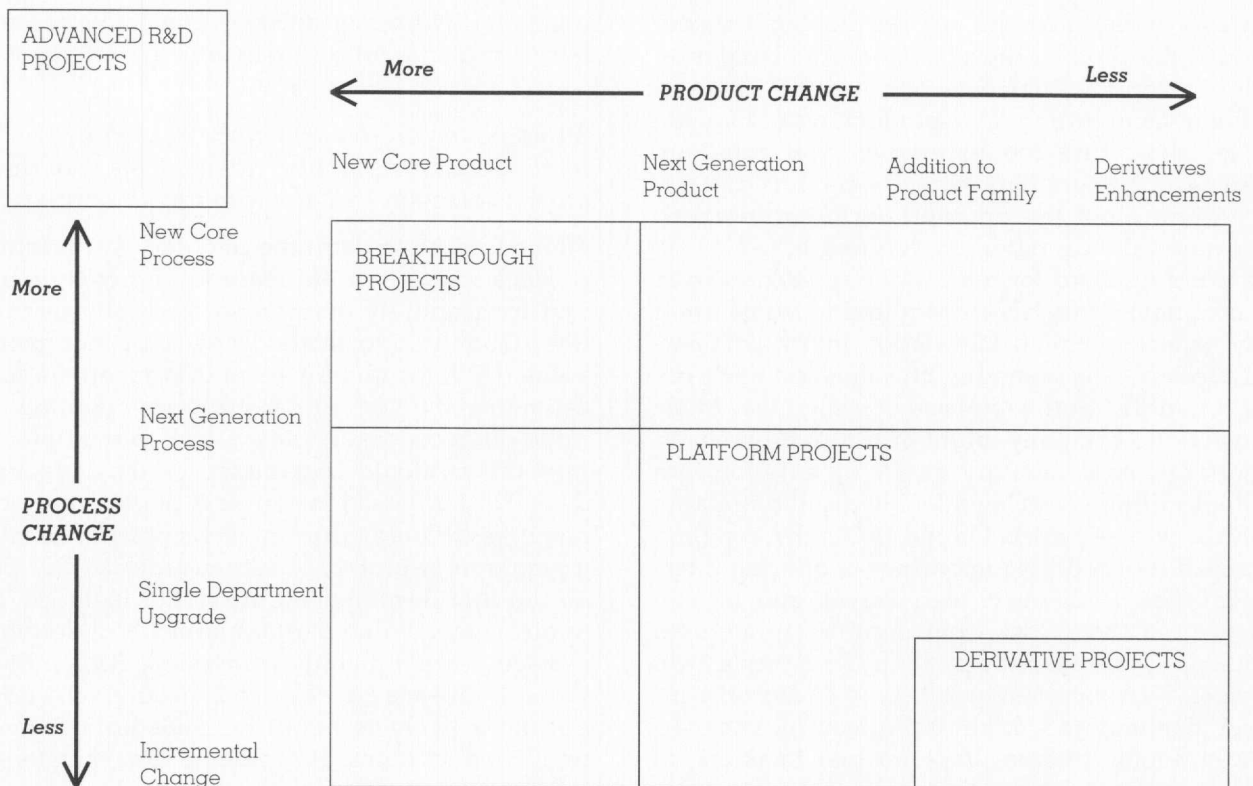 ADVANCED R&D
PROJECTS
More
Less
PRODUCT CHANGE
New Core Product
Next Generation
Product
Addition to
Product Family
Derivatives
Enhancements
New Core
Process
More
BREAKTHROUGH
PROJECTS
Next Generation
Process
PLATFORM PROJECTS
PROCESS
CHANGE
Single Department
Upgrade
DERIVATIVE PROJECTS
Less
Incremental
Change